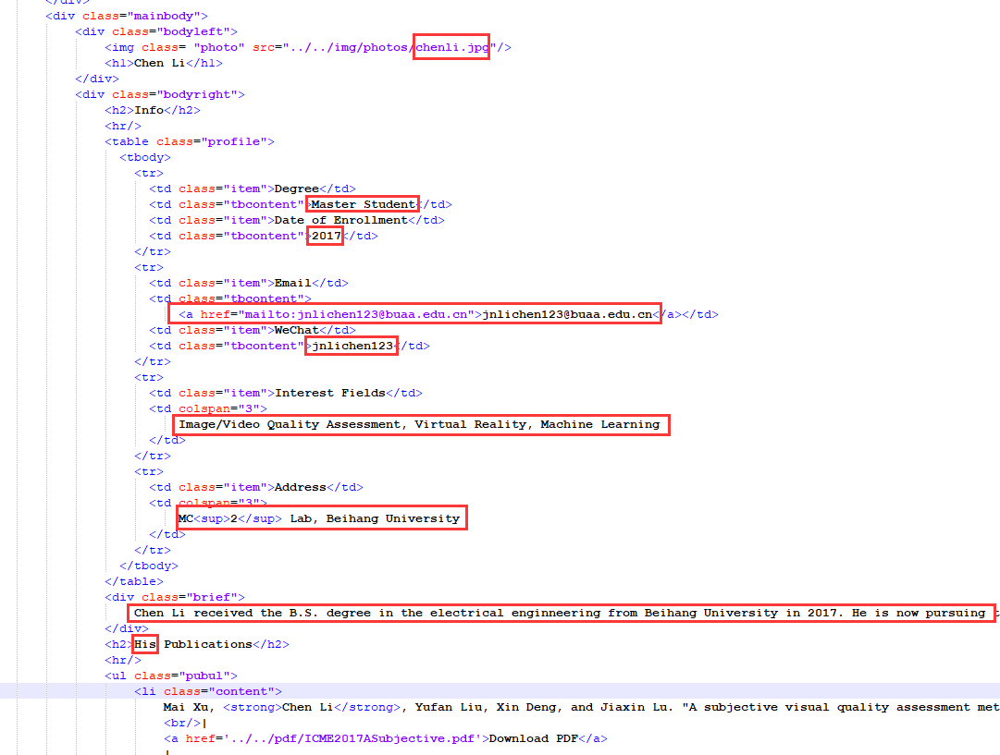 </div>
<div class="mainbody">
<div class="bodyleft">
<img class= "photo" src="../../img/photos/chenli.jpg"/>
<h1>Chen Li</h1>
</div>
<div class="bodyright">
<h2>Info</h2>
<hr/>
<table class="profile">
<tbody>
<tr>
<td class="item">Degree</td>
<td class="tbcontent">Master Student</td>
<td class="item">Date of Enrollment</td>
<td class="tbcontent">2017</td>
</tr>
<tr>
<td class="item">Email</td>
<td class="tbcontent">
<a href="mailto:jnlichen123@buaa.edu.cn">jnlichen123@buaa.edu.cn</a></td>
<td class="item">WeChat</td>
<td class="tbcontent">jnlichen123</td>
</tr>
<tr>
<td class="item">Interest Fields</td>
<td colspan="3">
Image/Video Quality Assessment, Virtual Reality, Machine Learning
</td>
</tr>
<tr>
<td class="item">Address</td>
<td colspan="3">
MC<sup>2</sup> Lab, Beihang University
</td>
</tr>
</tbody>
</table>
<div class="brief">
Chen Li received the B.S. degree in the electrical enginneering from Beihang University in 2017. He is now pursuing
</div>
<h2>His Publications</h2>
<hr/>
<ul class="pubul">
<li class="content">
Mai Xu, <strong>Chen Li</strong>, Yufan Liu, Xin Deng, and Jiaxin Lu. "A subjective visual quality assessment met
<br/>|
<a href='../../pdf/ICME2017ASubjective.pdf'>Download PDF</a>
|